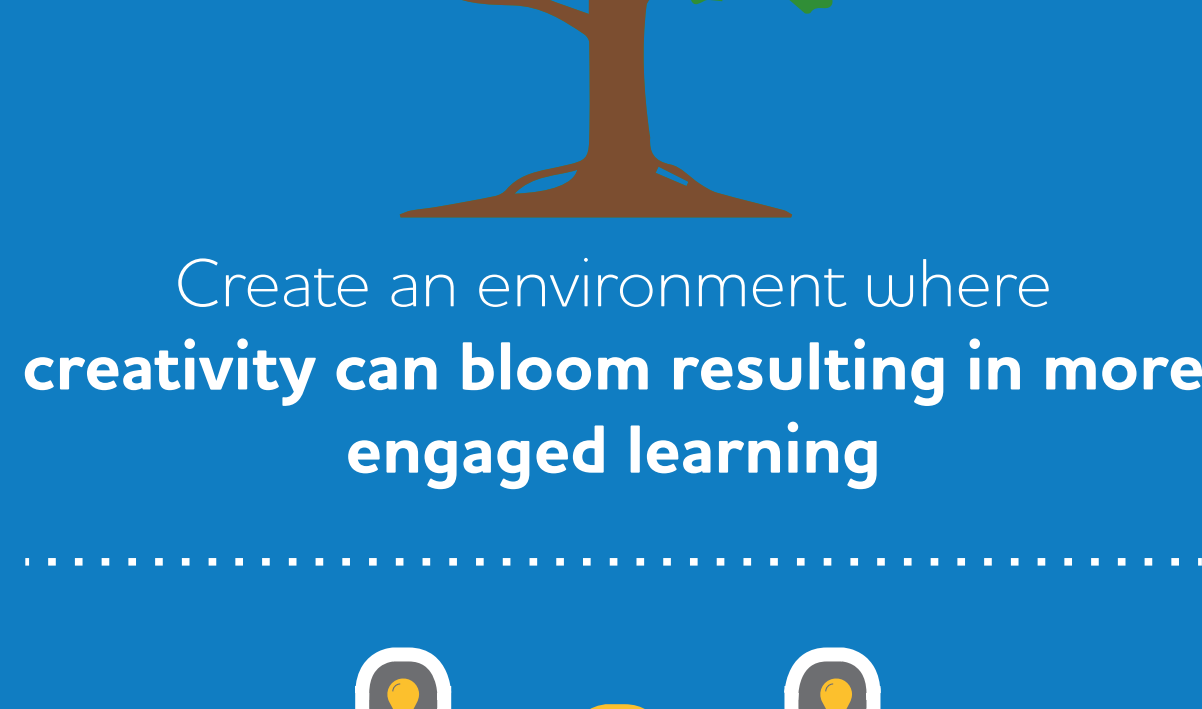 Create an environment where
creativity can bloom resulting in more
engaged learning